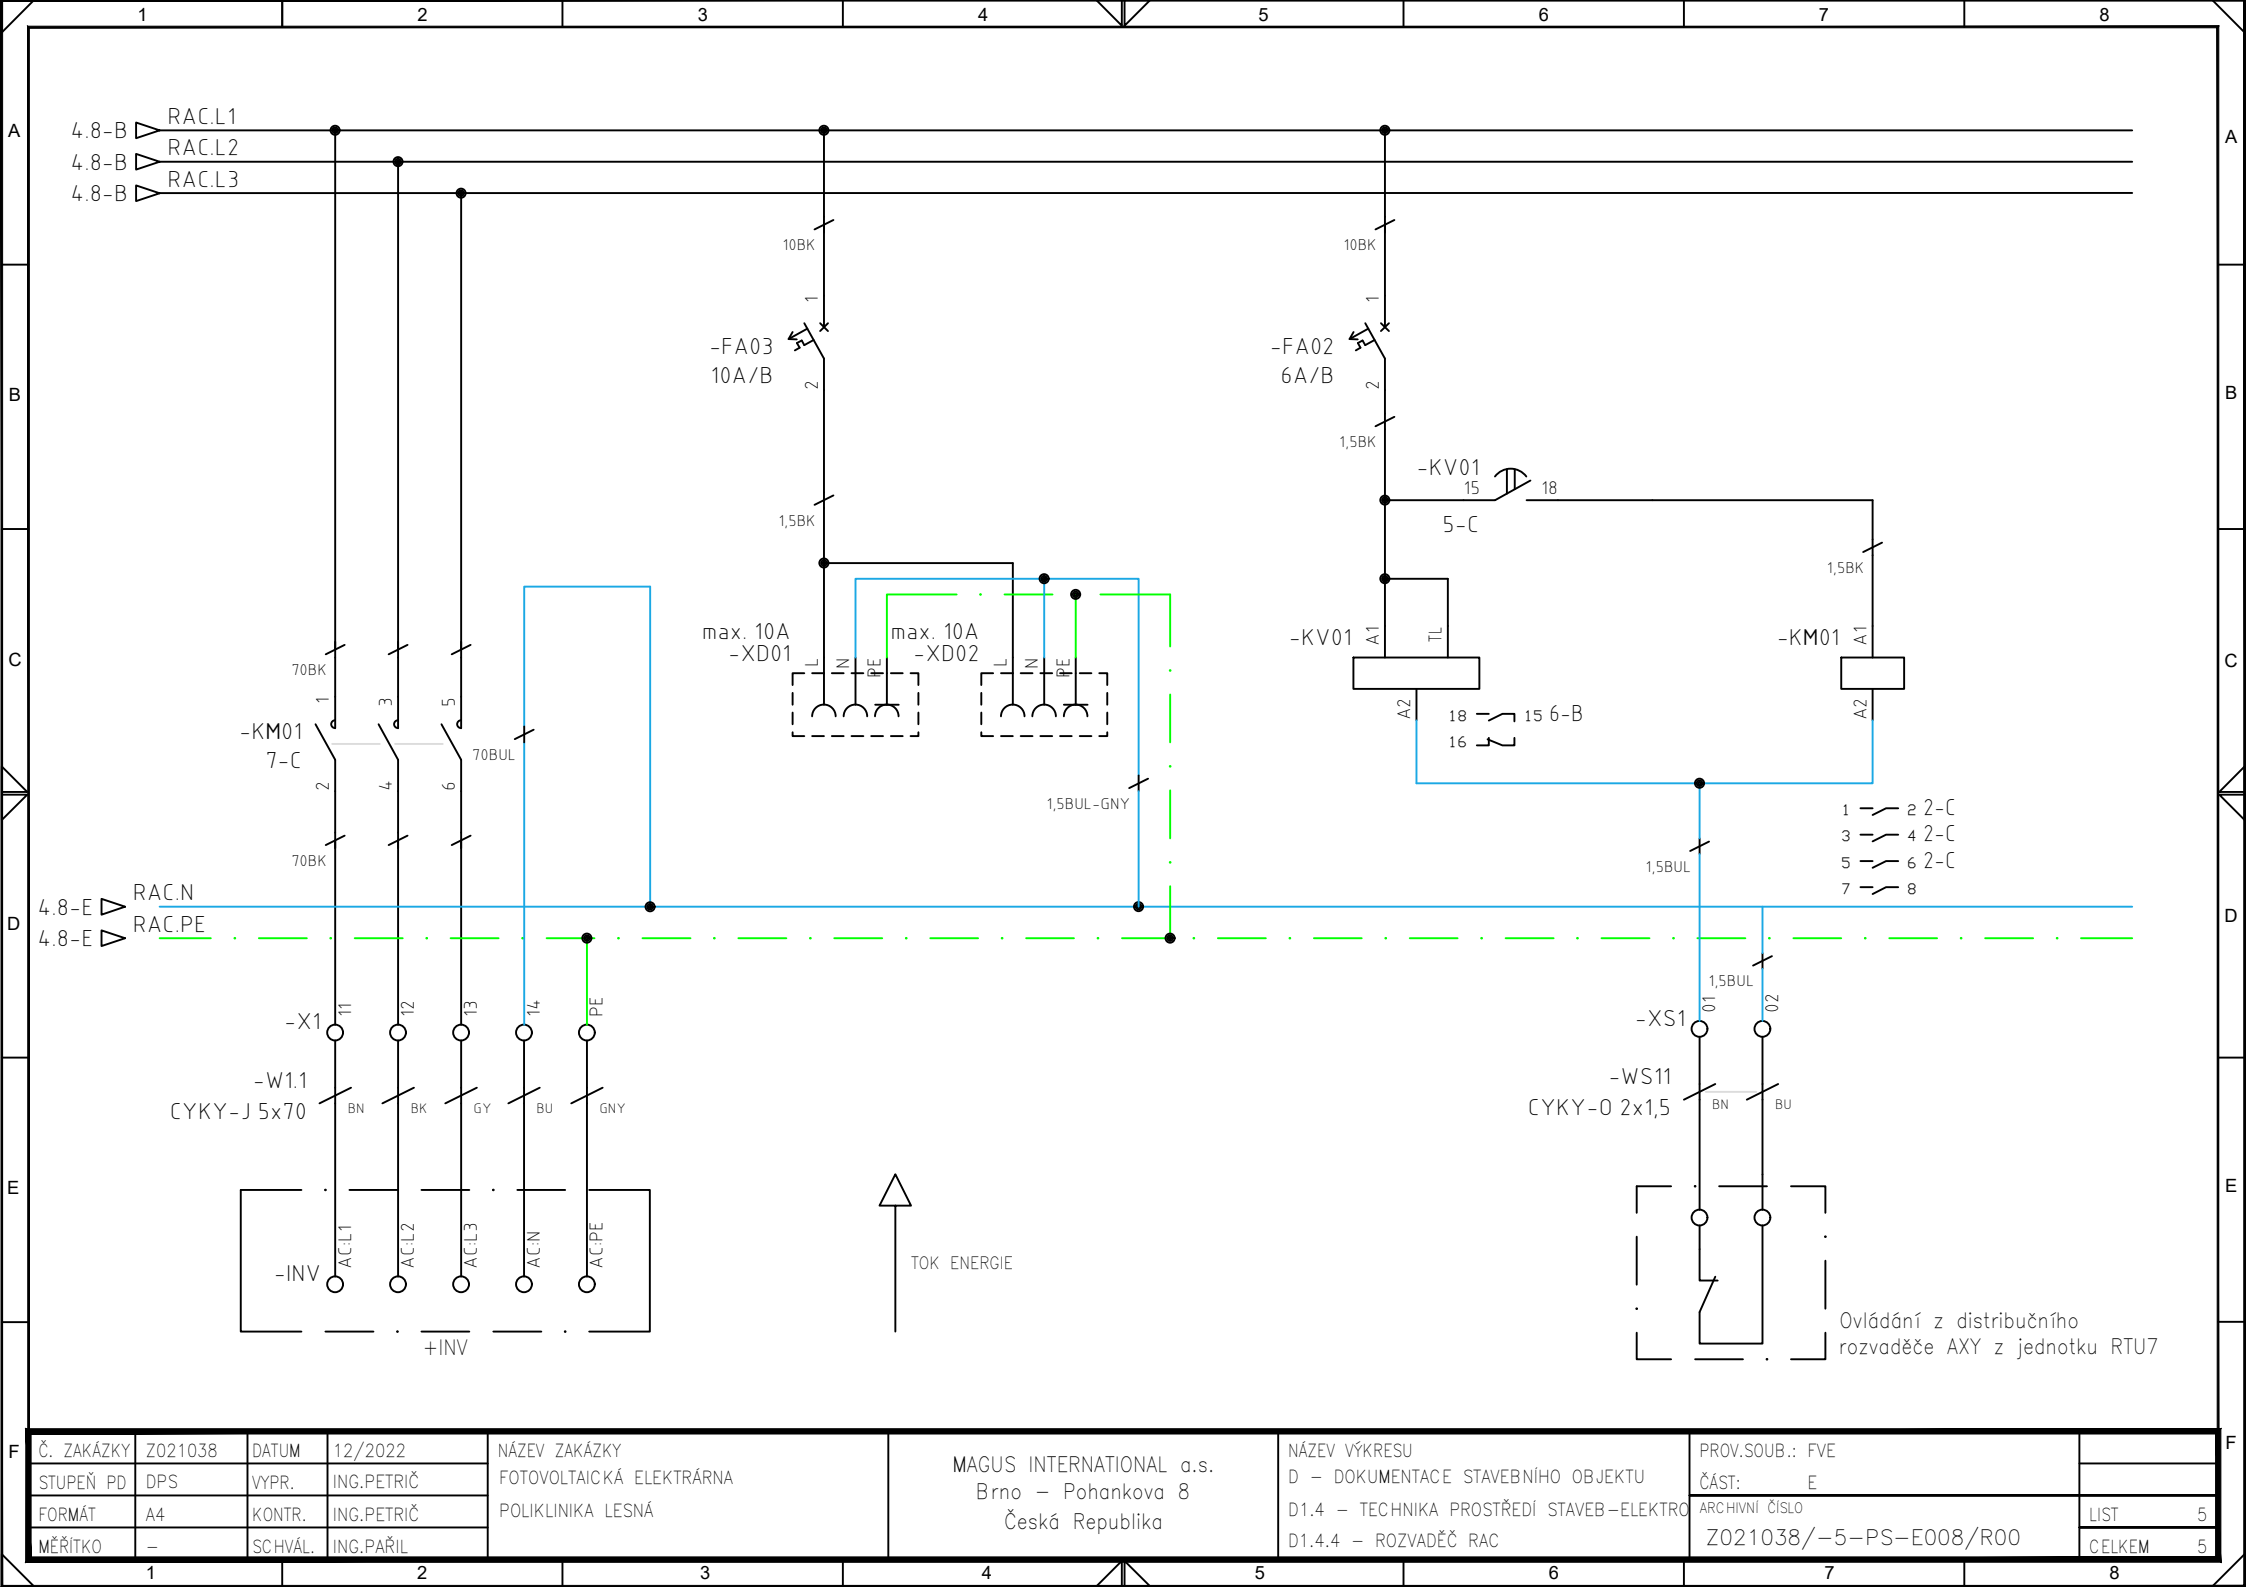 1 2 3 4 5 6 7 8
A A
4.8-B RAC.L1
4.8-B RAC.L2
4.8-B RAC.L3
10BK 10BK
1 1
-FA03
10A/B
2
-FA02
6A/B
2
B B
1,5BK
-KV01
15 18
5-C
1,5BK
1,5BK
max. 10A
-XD01
L N PE
max. 10A
-XD02
L N PE
-KV01 A1 TL
A2
18 15 6-B
16
-KM01 A1
A2
C C
70BK
1 3 5
-KM01
7-C
2 4 6
70BUL
70BK
1,5BUL-GNY
1 2 2-C
3 4 2-C
5 6 2-C
7 8
1,5BUL
4.8-E RAC.N
4.8-E RAC.PE
D D
1,5BUL
-X1 11 12 13 14 PE
-XS1 01 02
-W1.1
CYKY-J 5x70
BN BK GY BU GNY
-WS11
CYKY-O 2x1,5
BN BU
E E
-INV AC:L1 AC:L2 AC:L3 AC:N AC:PE
+INV
TOK ENERGIE
Ovládání z distribučního
rozvaděče AXY z jednotku RTU7
F F
Č. ZAKÁZKY Z021038 DATUM 12/2022
STUPEŇ PD DPS VYPR. ING.PETRIČ
FORMÁT A4 KONTR. ING.PETRIČ
MĚŘÍTKO – SCHVÁL. ING.PAŘIL
NÁZEV ZAKÁZKY
FOTOVOLTAICKÁ ELEKTRÁRNA
POLIKLINIKA LESNÁ
MAGUS INTERNATIONAL a.s.
Brno – Pohankova 8
Česká Republika
NÁZEV VÝKRESU
D – DOKUMENTACE STAVEBNÍHO OBJEKTU
D1.4 – TECHNIKA PROSTŘEDÍ STAVEB–ELEKTRO
D1.4.4 – ROZVADĚČ RAC
PROV.SOUB.: FVE
ČÁST: E
ARCHIVNÍ ČÍSLO
Z021038/-5-PS-E008/R00
LIST 5
CELKEM 5
1 2 3 4 5 6 7 8